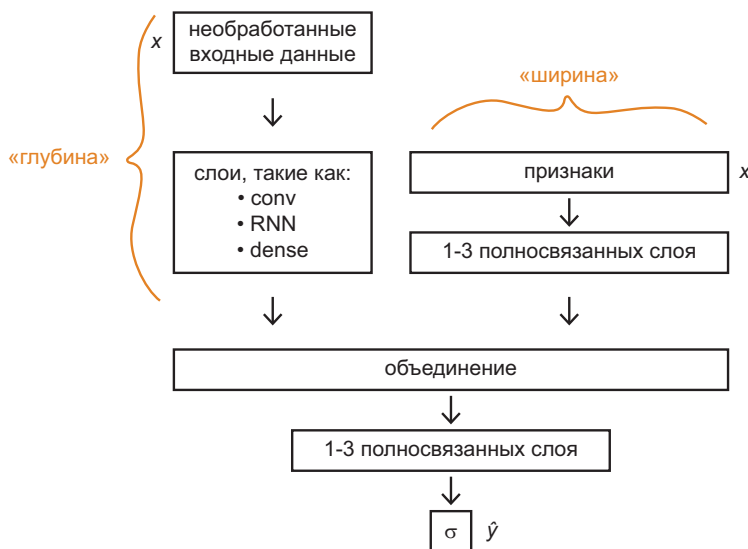 x
необработанные
входные данные
«ширина»
«глубина»
слои, такие как:
• conv
• RNN
• dense
признаки
x
1-3 полносвязанных слоя
объединение
1-3 полносвязанных слоя
σ
ŷ